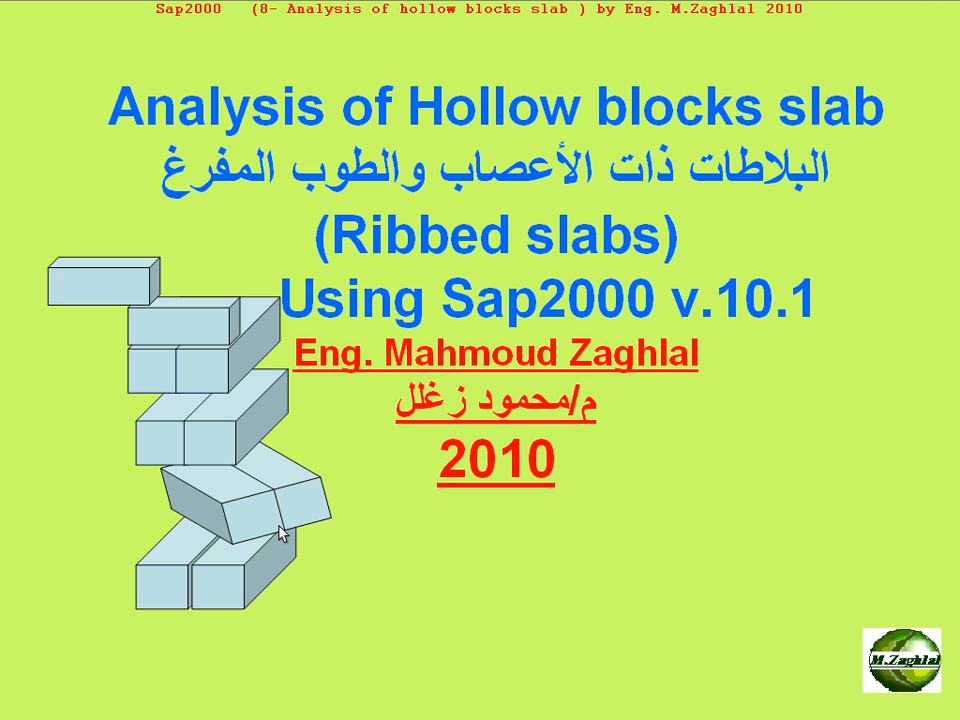 Sap2000 (8- Analysis of hollow blocks slab ) by Eng. M.Zaghlal 2010
Analysis of Hollow blocks slab
البلاطات ذات الأعصاب والطوب المفرغ
(Ribbed slabs)
Using Sap2000 v.10.1
Eng. Mahmoud Zaghlal
م/محمود زغلل
2010
M.Zaghlal